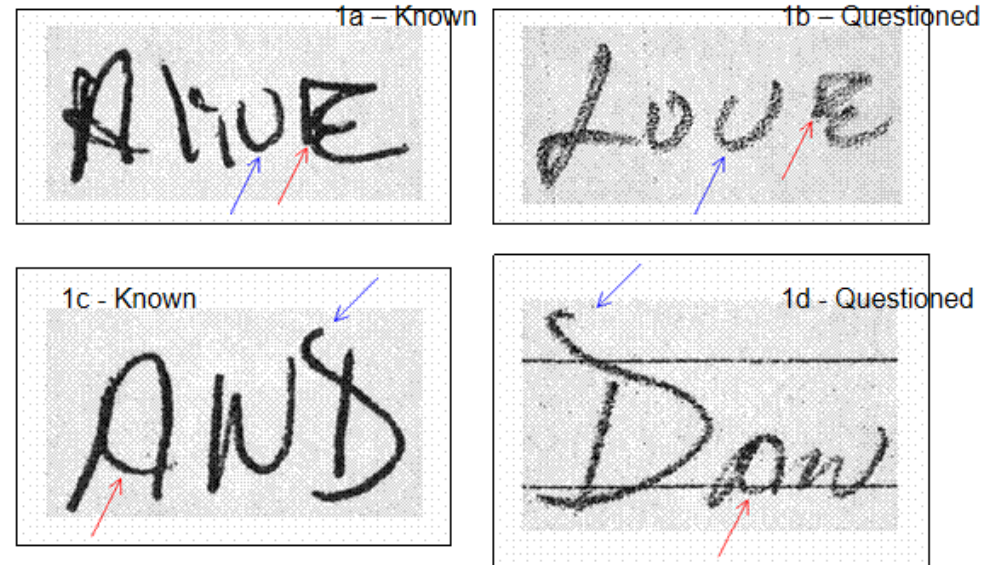 1a – Known
AliUE
1b – Questioned
LOUE
1c - Known
AND
1d - Questioned
Dan